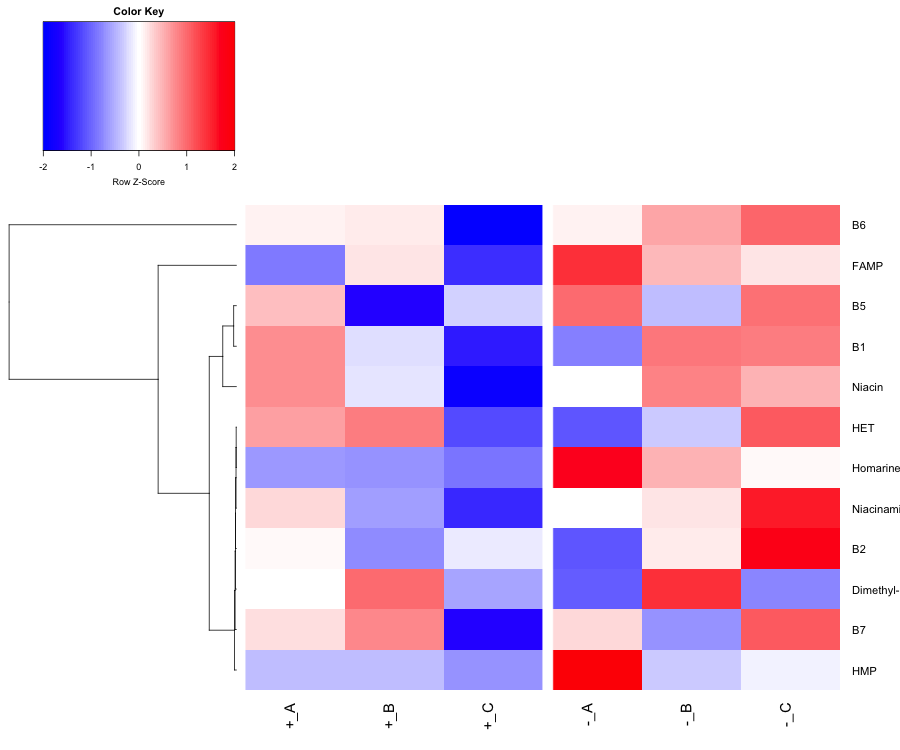 Color Key
-2 -1 0 1 2
Row Z-Score
B6
FAMP
B5
B1
Niacin
HET
Homarine
Niacinami
B2
Dimethyl-
B7
HMP
+_A +_B +_C -_A -_B -_C